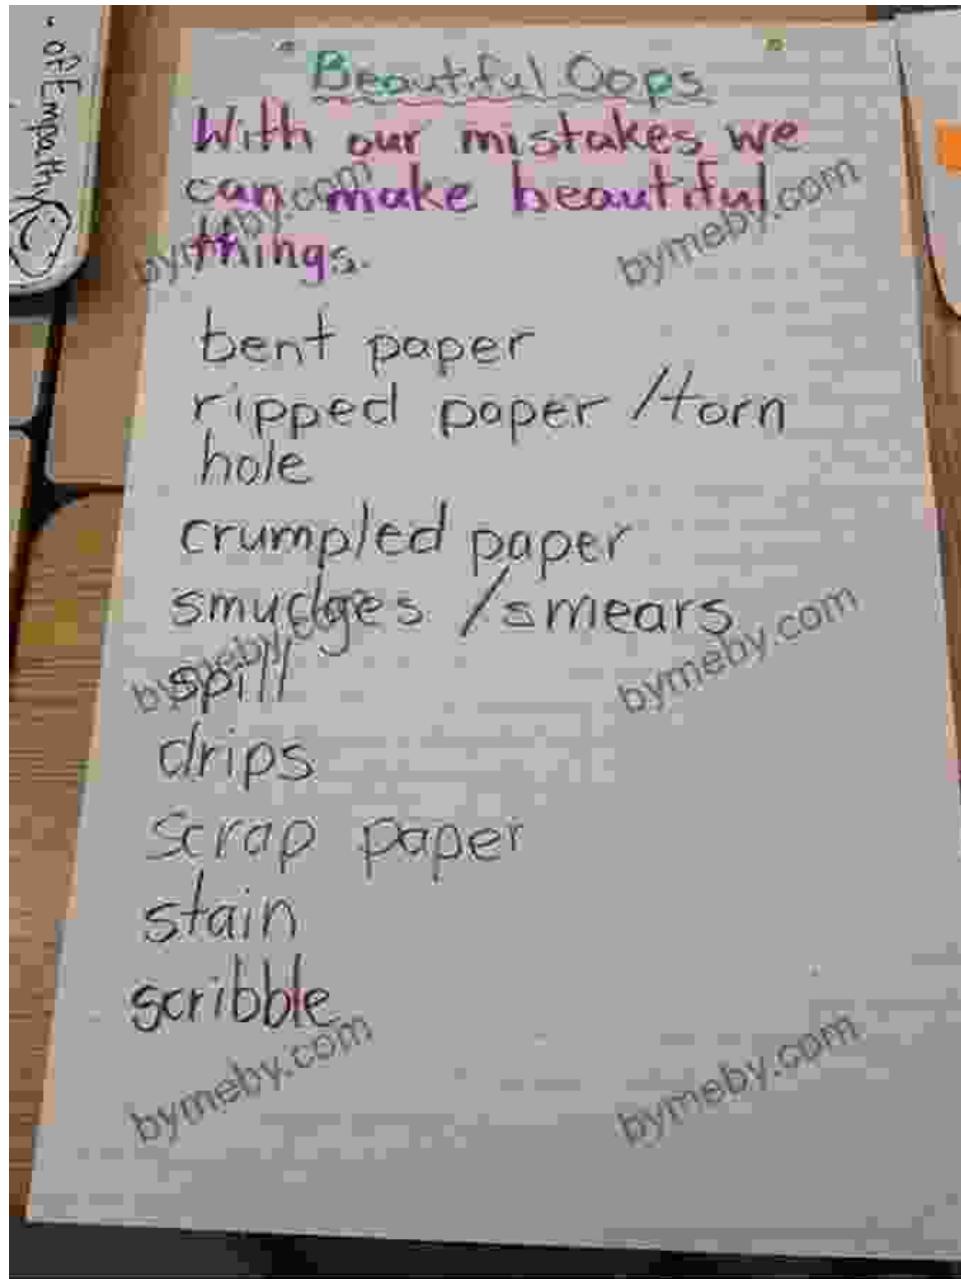 Beautiful Oops
With our mistakes we
can make beautiful
things.
bent paper
ripped paper / torn
hole
crumpled paper
smudges / smears
spill
drips
scrap paper
stain
scribble
• of Empathy
bymeby.com
bymeby.com
bymeby.com
bymeby.com
bymeby.com
bymeby.com